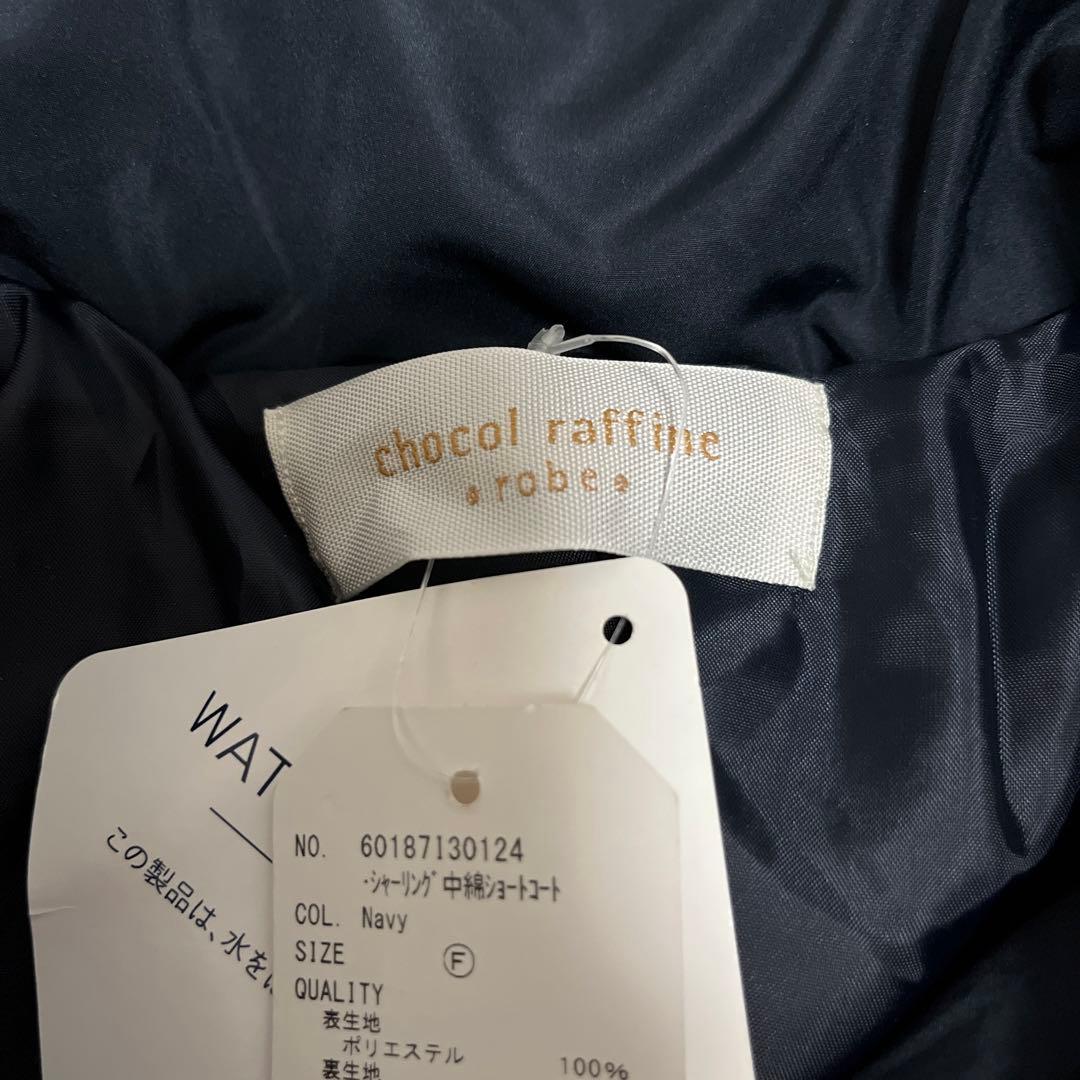 chocol raffine
robe
WAT
この製品は、水を
NO. 60187130124
・シャーリング 中綿ショートコート
COL. Navy
SIZE F
QUALITY
表生地
ポリエステル 100%
裏生地